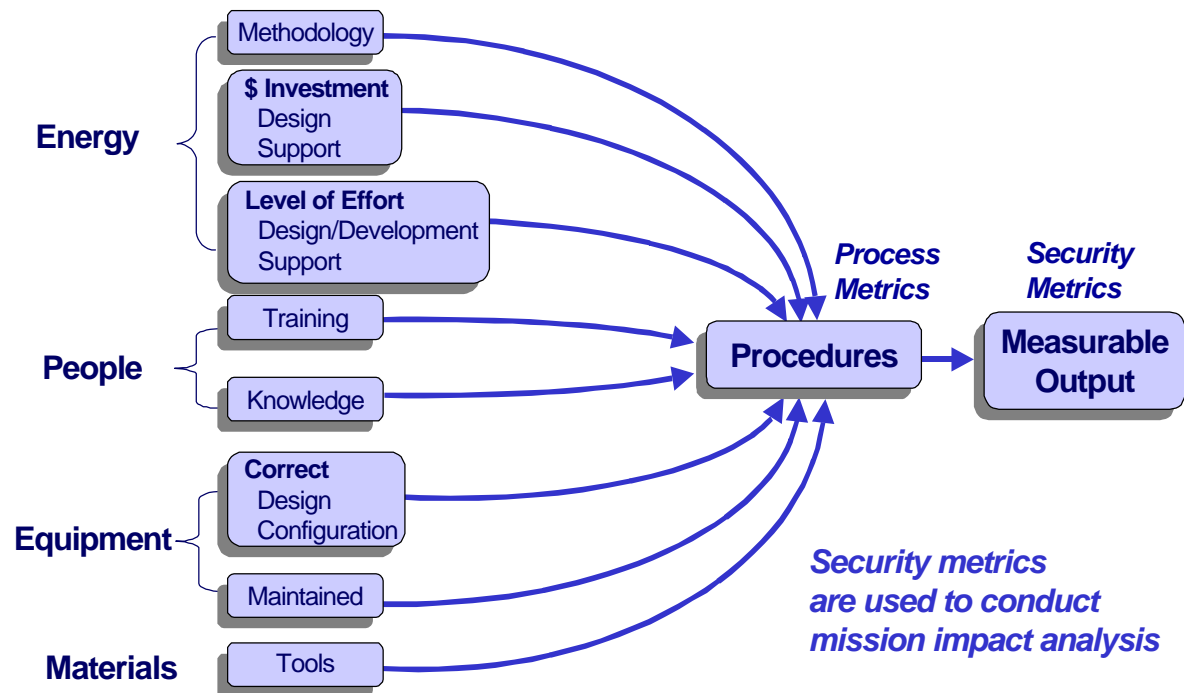 Energy
Methodology
$ Investment
Design
Support
Level of Effort
Design/Development
Support
People
Training
Knowledge
Equipment
Correct
Design
Configuration
Maintained
Materials
Tools
Process
Metrics
Procedures
Security
Metrics
Measurable
Output
Security metrics
are used to conduct
mission impact analysis